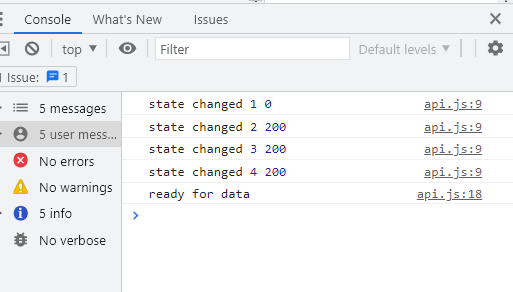 Console What's New Issues
top Filter Default levels
1 Issue: 1
5 messages
5 user mess...
No errors
No warnings
5 info
No verbose
state changed 1 0 api.js:9
state changed 2 200 api.js:9
state changed 3 200 api.js:9
state changed 4 200 api.js:9
ready for data api.js:18